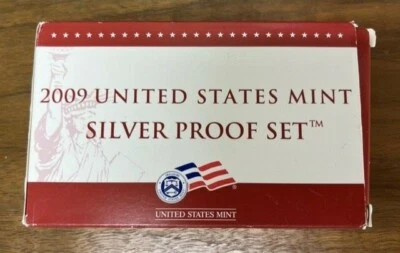 2009 UNITED STATES MINT
SILVER PROOF SET™
UNITED STATES MINT